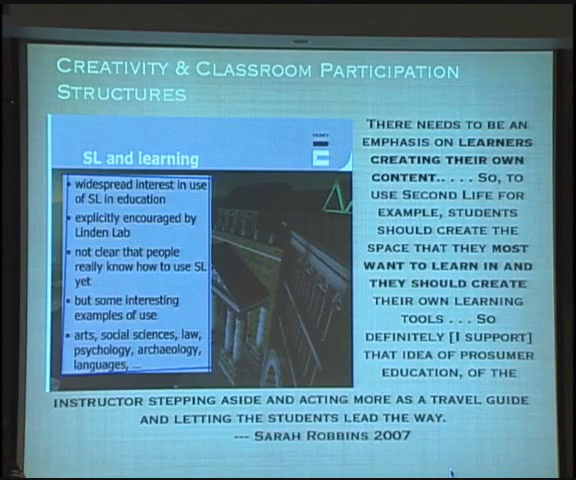 CREATIVITY & CLASSROOM PARTICIPATION
STRUCTURES
SL and learning
• widespread interest in use
of SL in education
• explicitly encouraged by
Linden Lab
• not clear that people
really know how to use SL
yet
• but some interesting
examples of use
• arts, social sciences, law,
psychology, archaeology,
languages, ...
THERE NEEDS TO BE AN
EMPHASIS ON LEARNERS
CREATING THEIR OWN
CONTENT. . . . . SO, TO
USE SECOND LIFE FOR
EXAMPLE, STUDENTS
SHOULD CREATE THE
SPACE THAT THEY MOST
WANT TO LEARN IN AND
THEY SHOULD CREATE
THEIR OWN LEARNING
TOOLS . . . SO
DEFINITELY [I SUPPORT]
THAT IDEA OF PROSUMER
EDUCATION, OF THE
INSTRUCTOR STEPPING ASIDE AND ACTING MORE AS A TRAVEL GUIDE
AND LETTING THE STUDENTS LEAD THE WAY.
--- SARAH ROBBINS 2007